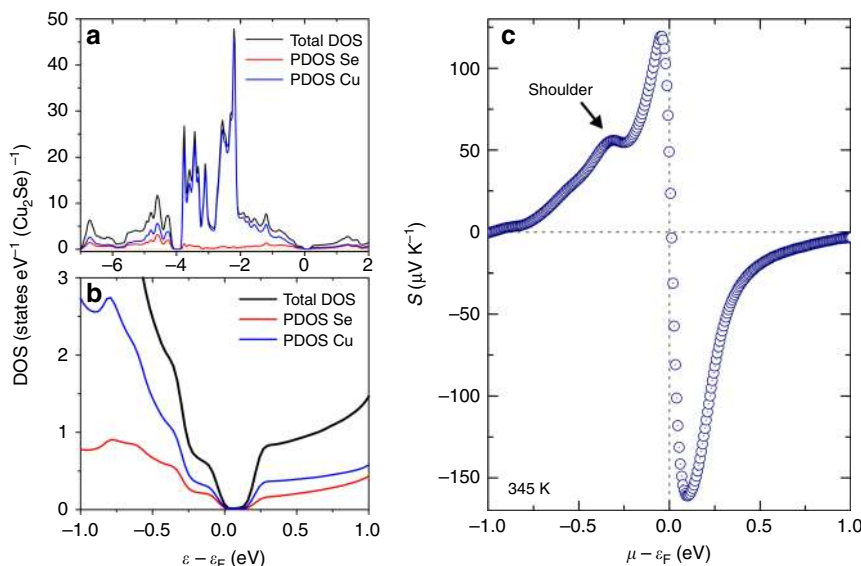 a
Total DOS
PDOS Se
PDOS Cu
50
40
30
20
10
0
−6
−4
−2
0
2
b
Total DOS
PDOS Se
PDOS Cu
3
2
1
0
−1.0
−0.5
0.0
0.5
1.0
ε − ε_F (eV)
DOS (states eV⁻¹ (Cu₂Se)⁻¹)
c
Shoulder
100
50
0
−50
−100
−150
345 K
−1.0
−0.5
0.0
0.5
1.0
μ − ε_F (eV)
S (μV K⁻¹)